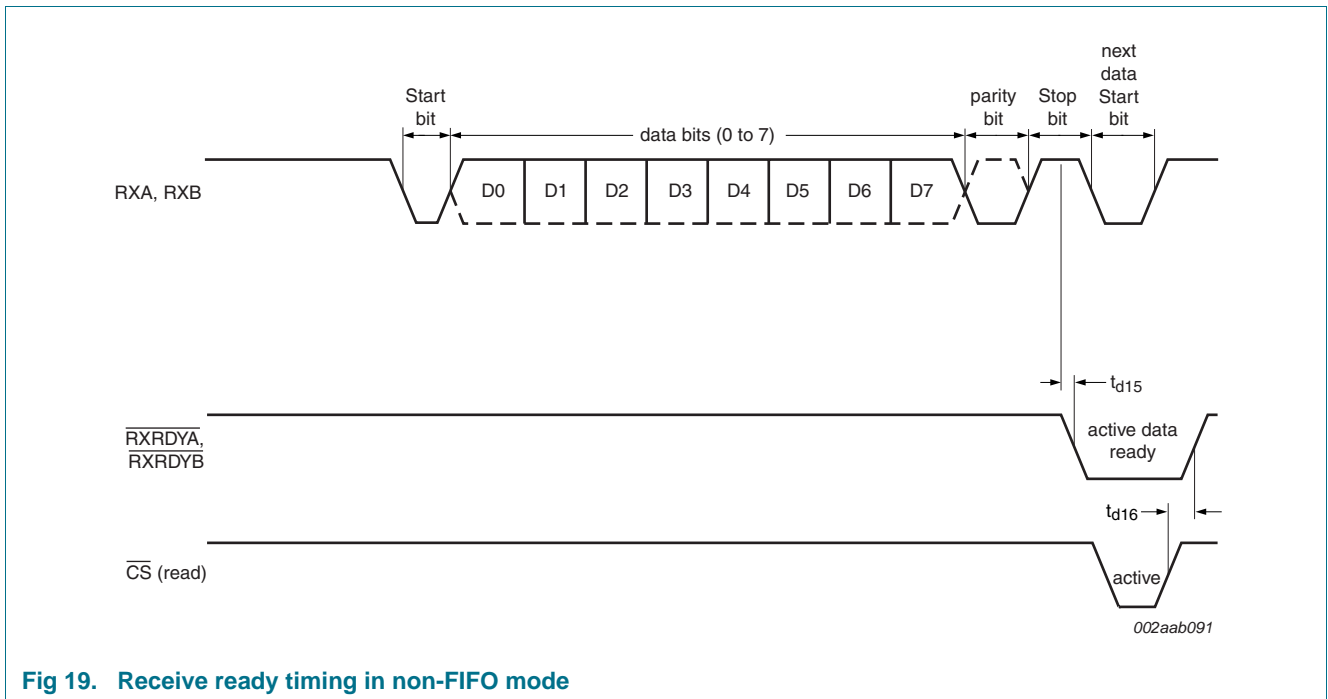 next
data
Start
bit
Start
bit
parity
bit
Stop
bit
data bits (0 to 7)
RXA, RXB
D0 D1 D2 D3 D4 D5 D6 D7
td15
RXRDYA,
RXRDYB
active data
ready
td16
CS (read)
active
002aab091
Fig 19. Receive ready timing in non-FIFO mode